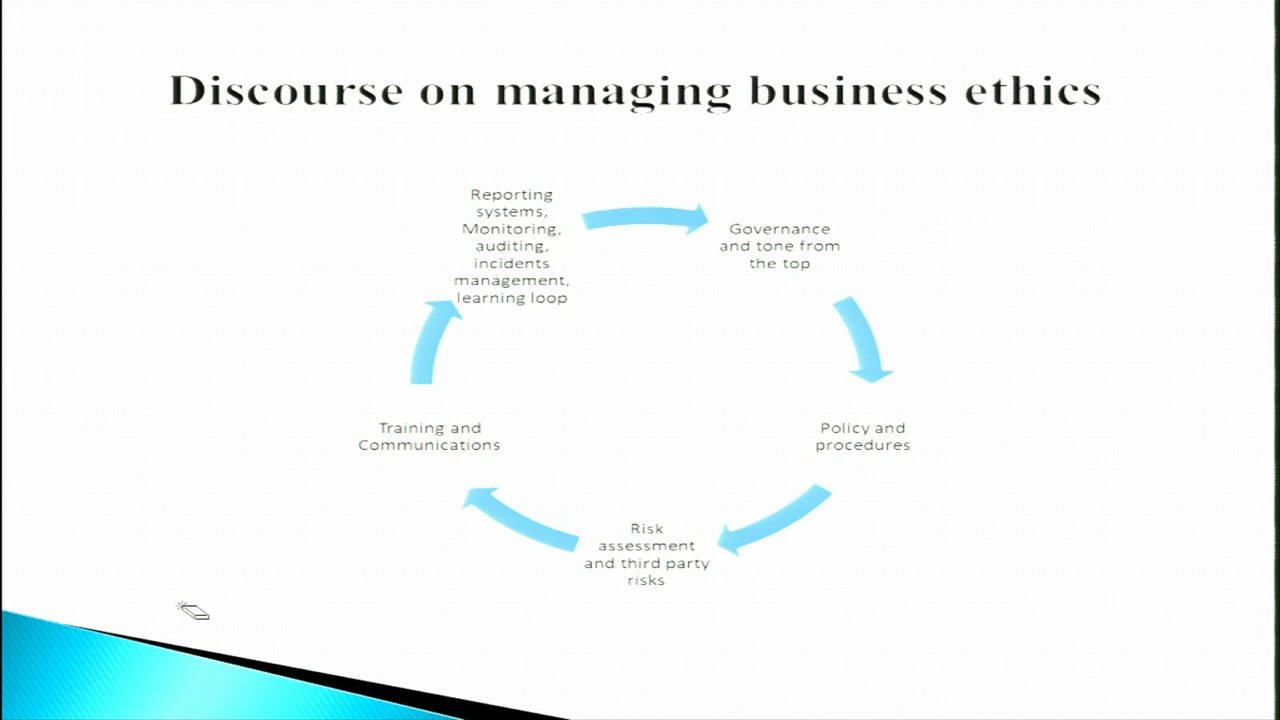 Discourse on managing business ethics
Reporting
systems,
Monitoring,
auditing,
incidents
management,
learning loop
Governance
and tone from
the top
Policy and
procedures
Risk
assessment
and third party
risks
Training and
Communications